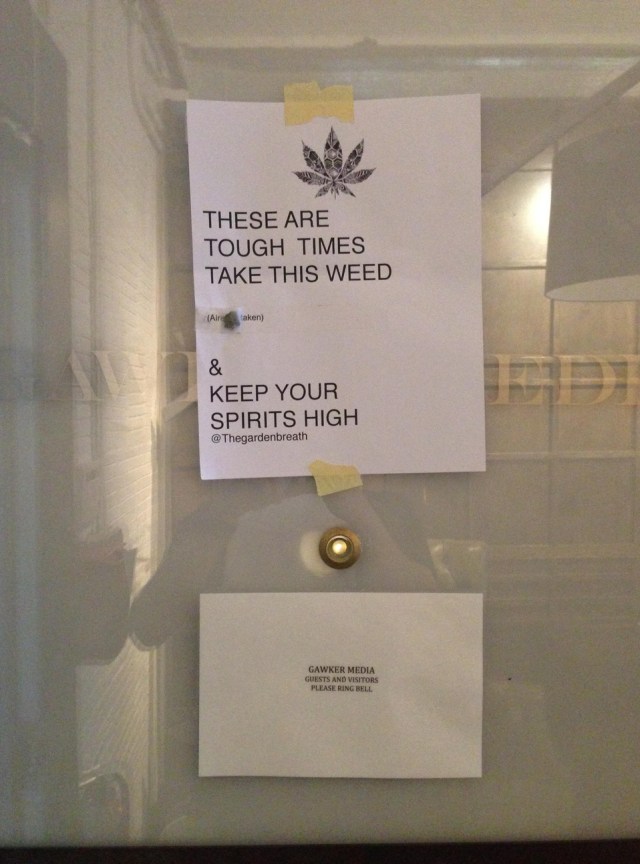 THESE ARE
TOUGH TIMES
TAKE THIS WEED
taken)
&
KEEP YOUR
SPIRITS HIGH
@Thegardenbreath
GAWKER MEDIA
GUESTS AND VISITORS
PLEASE RING BELL